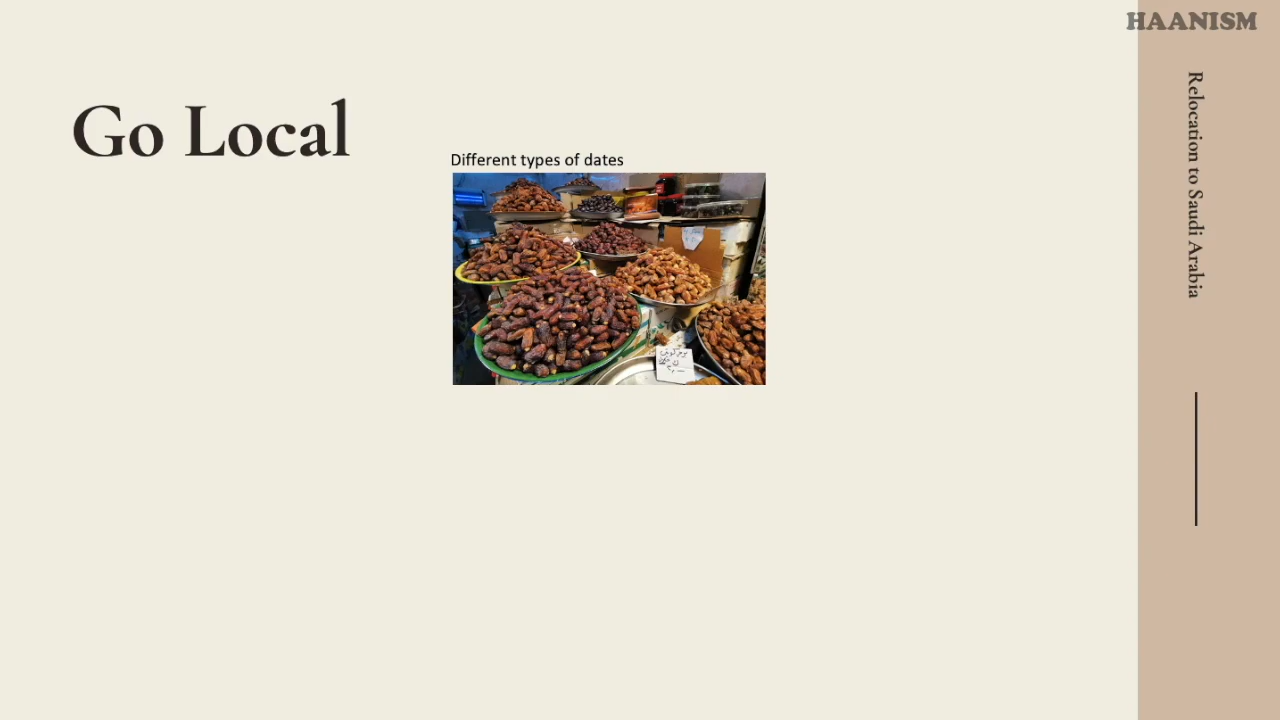 HAANISM
Go Local
Different types of dates
Relocation to Saudi Arabia